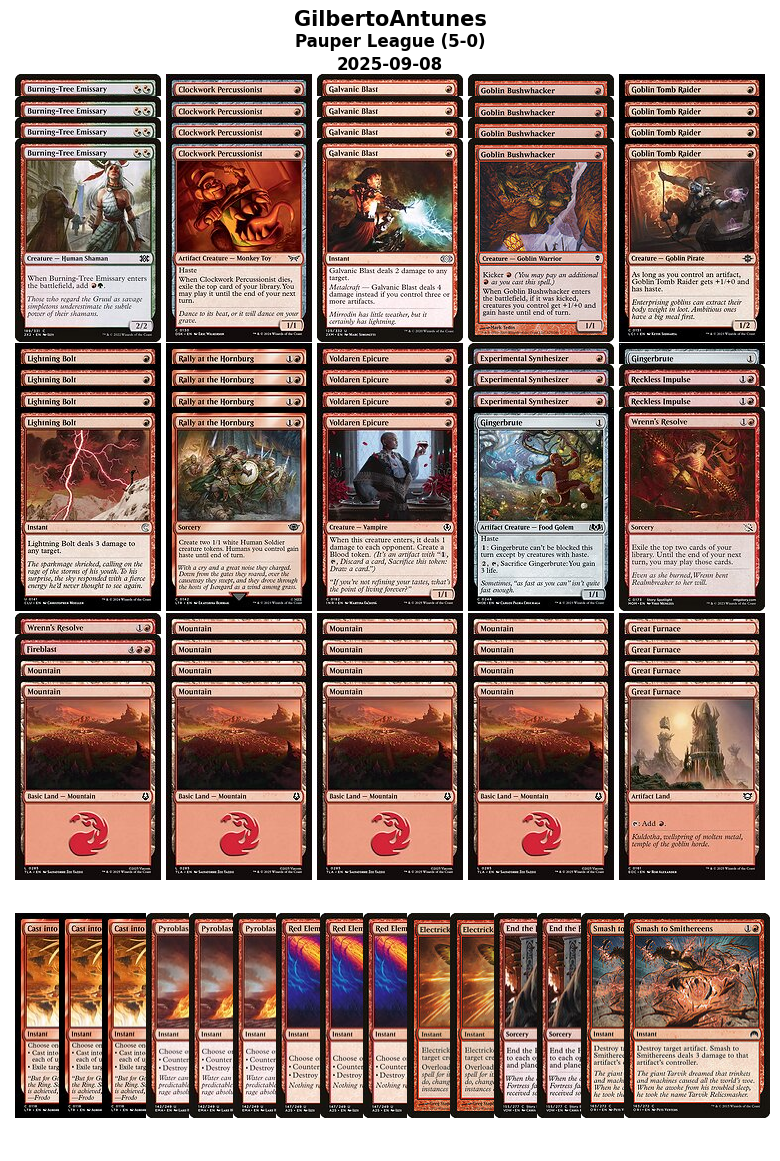 GilbertoAntunes
Pauper League (5-0)
2025-09-08
Burning-Tree Emissary
Burning-Tree Emissary
Burning-Tree Emissary
Burning-Tree Emissary
Creature — Human Shaman
When Burning-Tree Emissary enters
the battlefield, add
Those who regard the Gruul as savage
simpletons underestimate the subtle
power of their shamans.
2/2
Clockwork Percussionist
Clockwork Percussionist
Clockwork Percussionist
Clockwork Percussionist
Artifact Creature — Monkey Toy
Haste
When Clockwork Percussionist dies,
exile the top card of your library. You
may play it until the end of your next
turn.
Dance to its beat, or it will dance on your
grave.
1/1
Galvanic Blast
Galvanic Blast
Galvanic Blast
Galvanic Blast
Instant
Galvanic Blast deals 2 damage to any
target.
Metalcraft — Galvanic Blast deals 4
damage instead if you control three or
more artifacts.
Mirrodin has little weather, but it
certainly has lightning.
Goblin Bushwhacker
Goblin Bushwhacker
Goblin Bushwhacker
Goblin Bushwhacker
Creature — Goblin Warrior
Kicker (You may pay an additional
as you cast this spell.)
When Goblin Bushwhacker enters
the battlefield, if it was kicked,
creatures you control get +1/+0 and
gain haste until end of turn.
1/1
Goblin Tomb Raider
Goblin Tomb Raider
Goblin Tomb Raider
Goblin Tomb Raider
Creature — Goblin Pirate
As long as you control an artifact,
Goblin Tomb Raider gets +1/+0 and
has haste.
Enterprising goblins can extract their
body weight in loot. Ambitious ones
have a big meal first.
1/2
Lightning Bolt
Lightning Bolt
Lightning Bolt
Lightning Bolt
Instant
Lightning Bolt deals 3 damage to
any target.
The sparkmage shrieked, calling on the
rage of the storms of his youth. To his
surprise, the sky responded with a fierce
energy he'd never thought to see again.
Rally at the Hornburg 1
Rally at the Hornburg 1
Rally at the Hornburg 1
Rally at the Hornburg 1
Sorcery
Create two 1/1 white Human Soldier
creature tokens. Humans you control gain
haste until end of turn.
With a cry and a great noise they charged.
Down from the gates they roared, over the
causeway they swept, and they drove through
the hosts of Isengard as a wind among grass.
Voldaren Epicure
Voldaren Epicure
Voldaren Epicure
Voldaren Epicure
Creature — Vampire
When this creature enters, it deals 1
damage to each opponent. Create a
Blood token. (It's an artifact with "1,
, Discard a card, Sacrifice this token:
Draw a card.")
"If you're not refining your tastes, what's
the point of living forever?"
1/1
Experimental Synthesizer
Experimental Synthesizer
Experimental Synthesizer
Gingerbrute 1
Artifact Creature — Food Golem
Haste
1: Gingerbrute can't be blocked this
turn except by creatures with haste.
2, , Sacrifice Gingerbrute: You gain
3 life.
Sometimes, "as fast as you can" isn't quite
fast enough.
1/1
Gingerbrute 1
Reckless Impulse 1
Reckless Impulse 1
Wrenn's Resolve 1
Sorcery
Exile the top two cards of your
library. Until the end of your next
turn, you may play those cards.
Even as she burned, Wrenn bent
Realmbreaker to her will.
Wrenn's Resolve 1
Fireblast 4
Mountain
Mountain
Basic Land — Mountain
Mountain
Mountain
Mountain
Mountain
Basic Land — Mountain
Mountain
Mountain
Mountain
Mountain
Basic Land — Mountain
Mountain
Mountain
Mountain
Mountain
Basic Land — Mountain
Great Furnace
Great Furnace
Great Furnace
Great Furnace
Artifact Land
: Add
Kuldotha, wellspring of molten metal,
temple of the goblin horde.
Cast into
Cast into
Cast into
Pyroblas
Pyroblas
Pyroblas
Red Elem
Red Elem
Red Elem
Electrick
Electrick
End the
End the
Smash to
Smash to Smithereens 1
Instant
Destroy target artifact. Smash to
Smithereens deals 3 damage to that
artifact's controller.
The giant Tarvik dreamed that trinkets
and machines caused all the world's woe.
When he awoke from his troubled sleep,
he took the name Tarvik Relicsmasher.